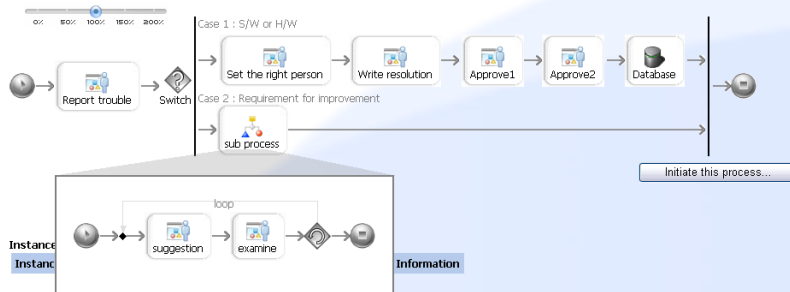 0% 50% 100% 150% 200%
Case 1 : S/W or H/W
Set the right person
Write resolution
Approve1
Approve2
Database
Report trouble
Switch
Case 2 : Requirement for improvement
sub process
Initiate this process...
loop
suggestion
examine
Instance
Instanc
Information